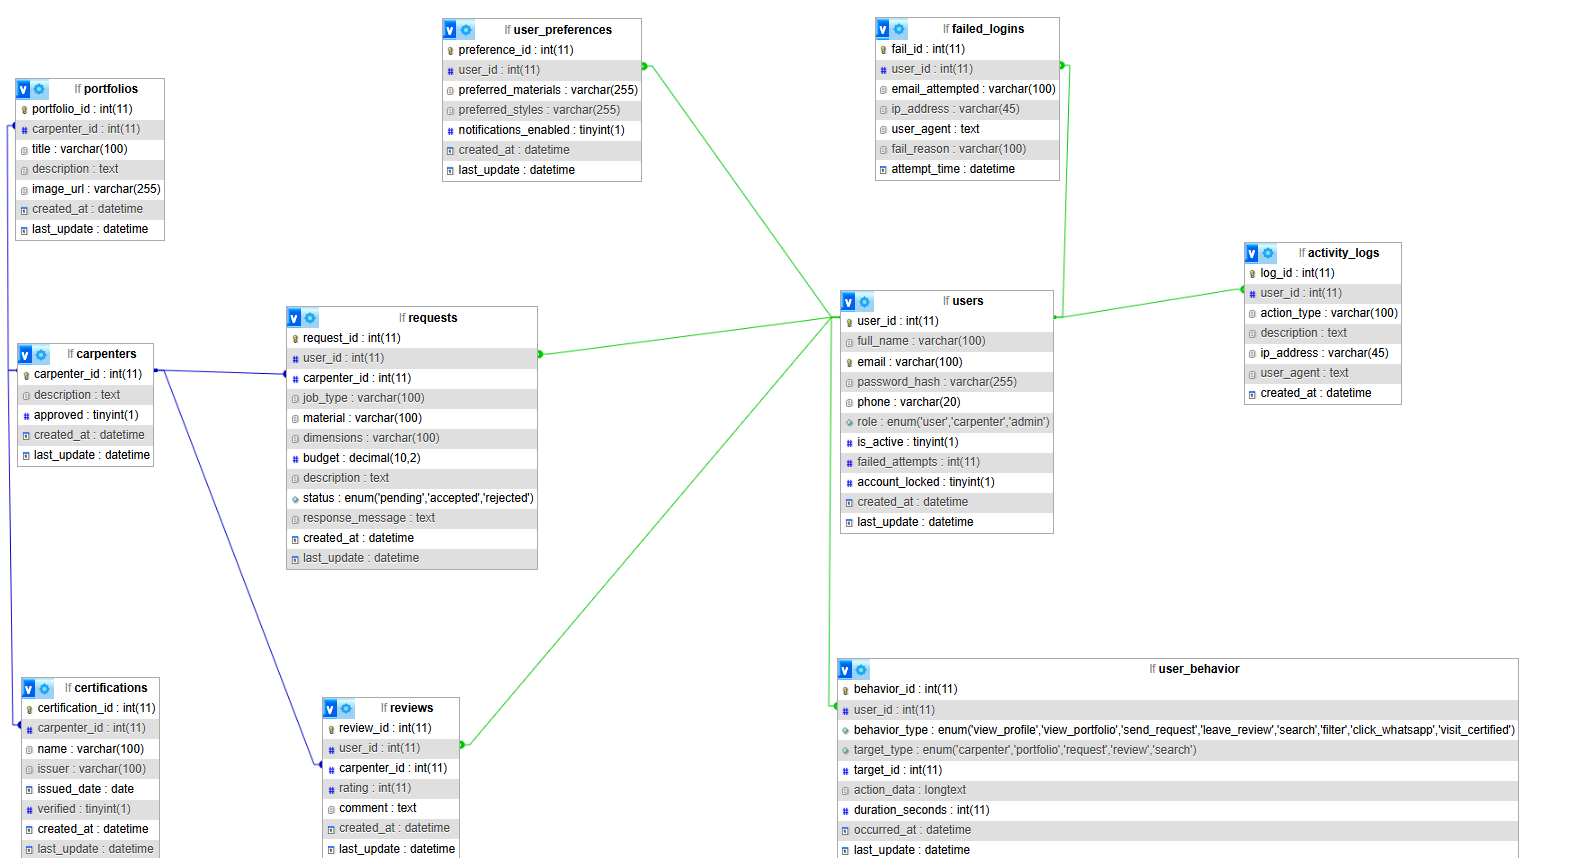 lf user_preferences
preference_id : int(11)
user_id : int(11)
preferred_materials : varchar(255)
preferred_styles : varchar(255)
notifications_enabled : tinyint(1)
created_at : datetime
last_update : datetime
lf failed_logins
fail_id : int(11)
user_id : int(11)
email_attempted : varchar(100)
ip_address : varchar(45)
user_agent : text
fail_reason : varchar(100)
attempt_time : datetime
lf portfolios
portfolio_id : int(11)
carpenter_id : int(11)
title : varchar(100)
description : text
image_url : varchar(255)
created_at : datetime
last_update : datetime
lf activity_logs
log_id : int(11)
user_id : int(11)
action_type : varchar(100)
description : text
ip_address : varchar(45)
user_agent : text
created_at : datetime
lf users
user_id : int(11)
full_name : varchar(100)
email : varchar(100)
password_hash : varchar(255)
phone : varchar(20)
role : enum('user','carpenter','admin')
is_active : tinyint(1)
failed_attempts : int(11)
account_locked : tinyint(1)
created_at : datetime
last_update : datetime
lf requests
request_id : int(11)
user_id : int(11)
carpenter_id : int(11)
job_type : varchar(100)
material : varchar(100)
dimensions : varchar(100)
budget : decimal(10,2)
description : text
status : enum('pending','accepted','rejected')
response_message : text
created_at : datetime
last_update : datetime
lf carpenters
carpenter_id : int(11)
description : text
approved : tinyint(1)
created_at : datetime
last_update : datetime
lf certifications
certification_id : int(11)
carpenter_id : int(11)
name : varchar(100)
issuer : varchar(100)
issued_date : date
verified : tinyint(1)
created_at : datetime
last_update : datetime
lf reviews
review_id : int(11)
user_id : int(11)
carpenter_id : int(11)
rating : int(11)
comment : text
created_at : datetime
last_update : datetime
lf user_behavior
behavior_id : int(11)
user_id : int(11)
behavior_type : enum('view_profile','view_portfolio','send_request','leave_review','search','filter','click_whatsapp','visit_certified')
target_type : enum('carpenter','portfolio','request','review','search')
target_id : int(11)
action_data : longtext
duration_seconds : int(11)
occurred_at : datetime
last_update : datetime